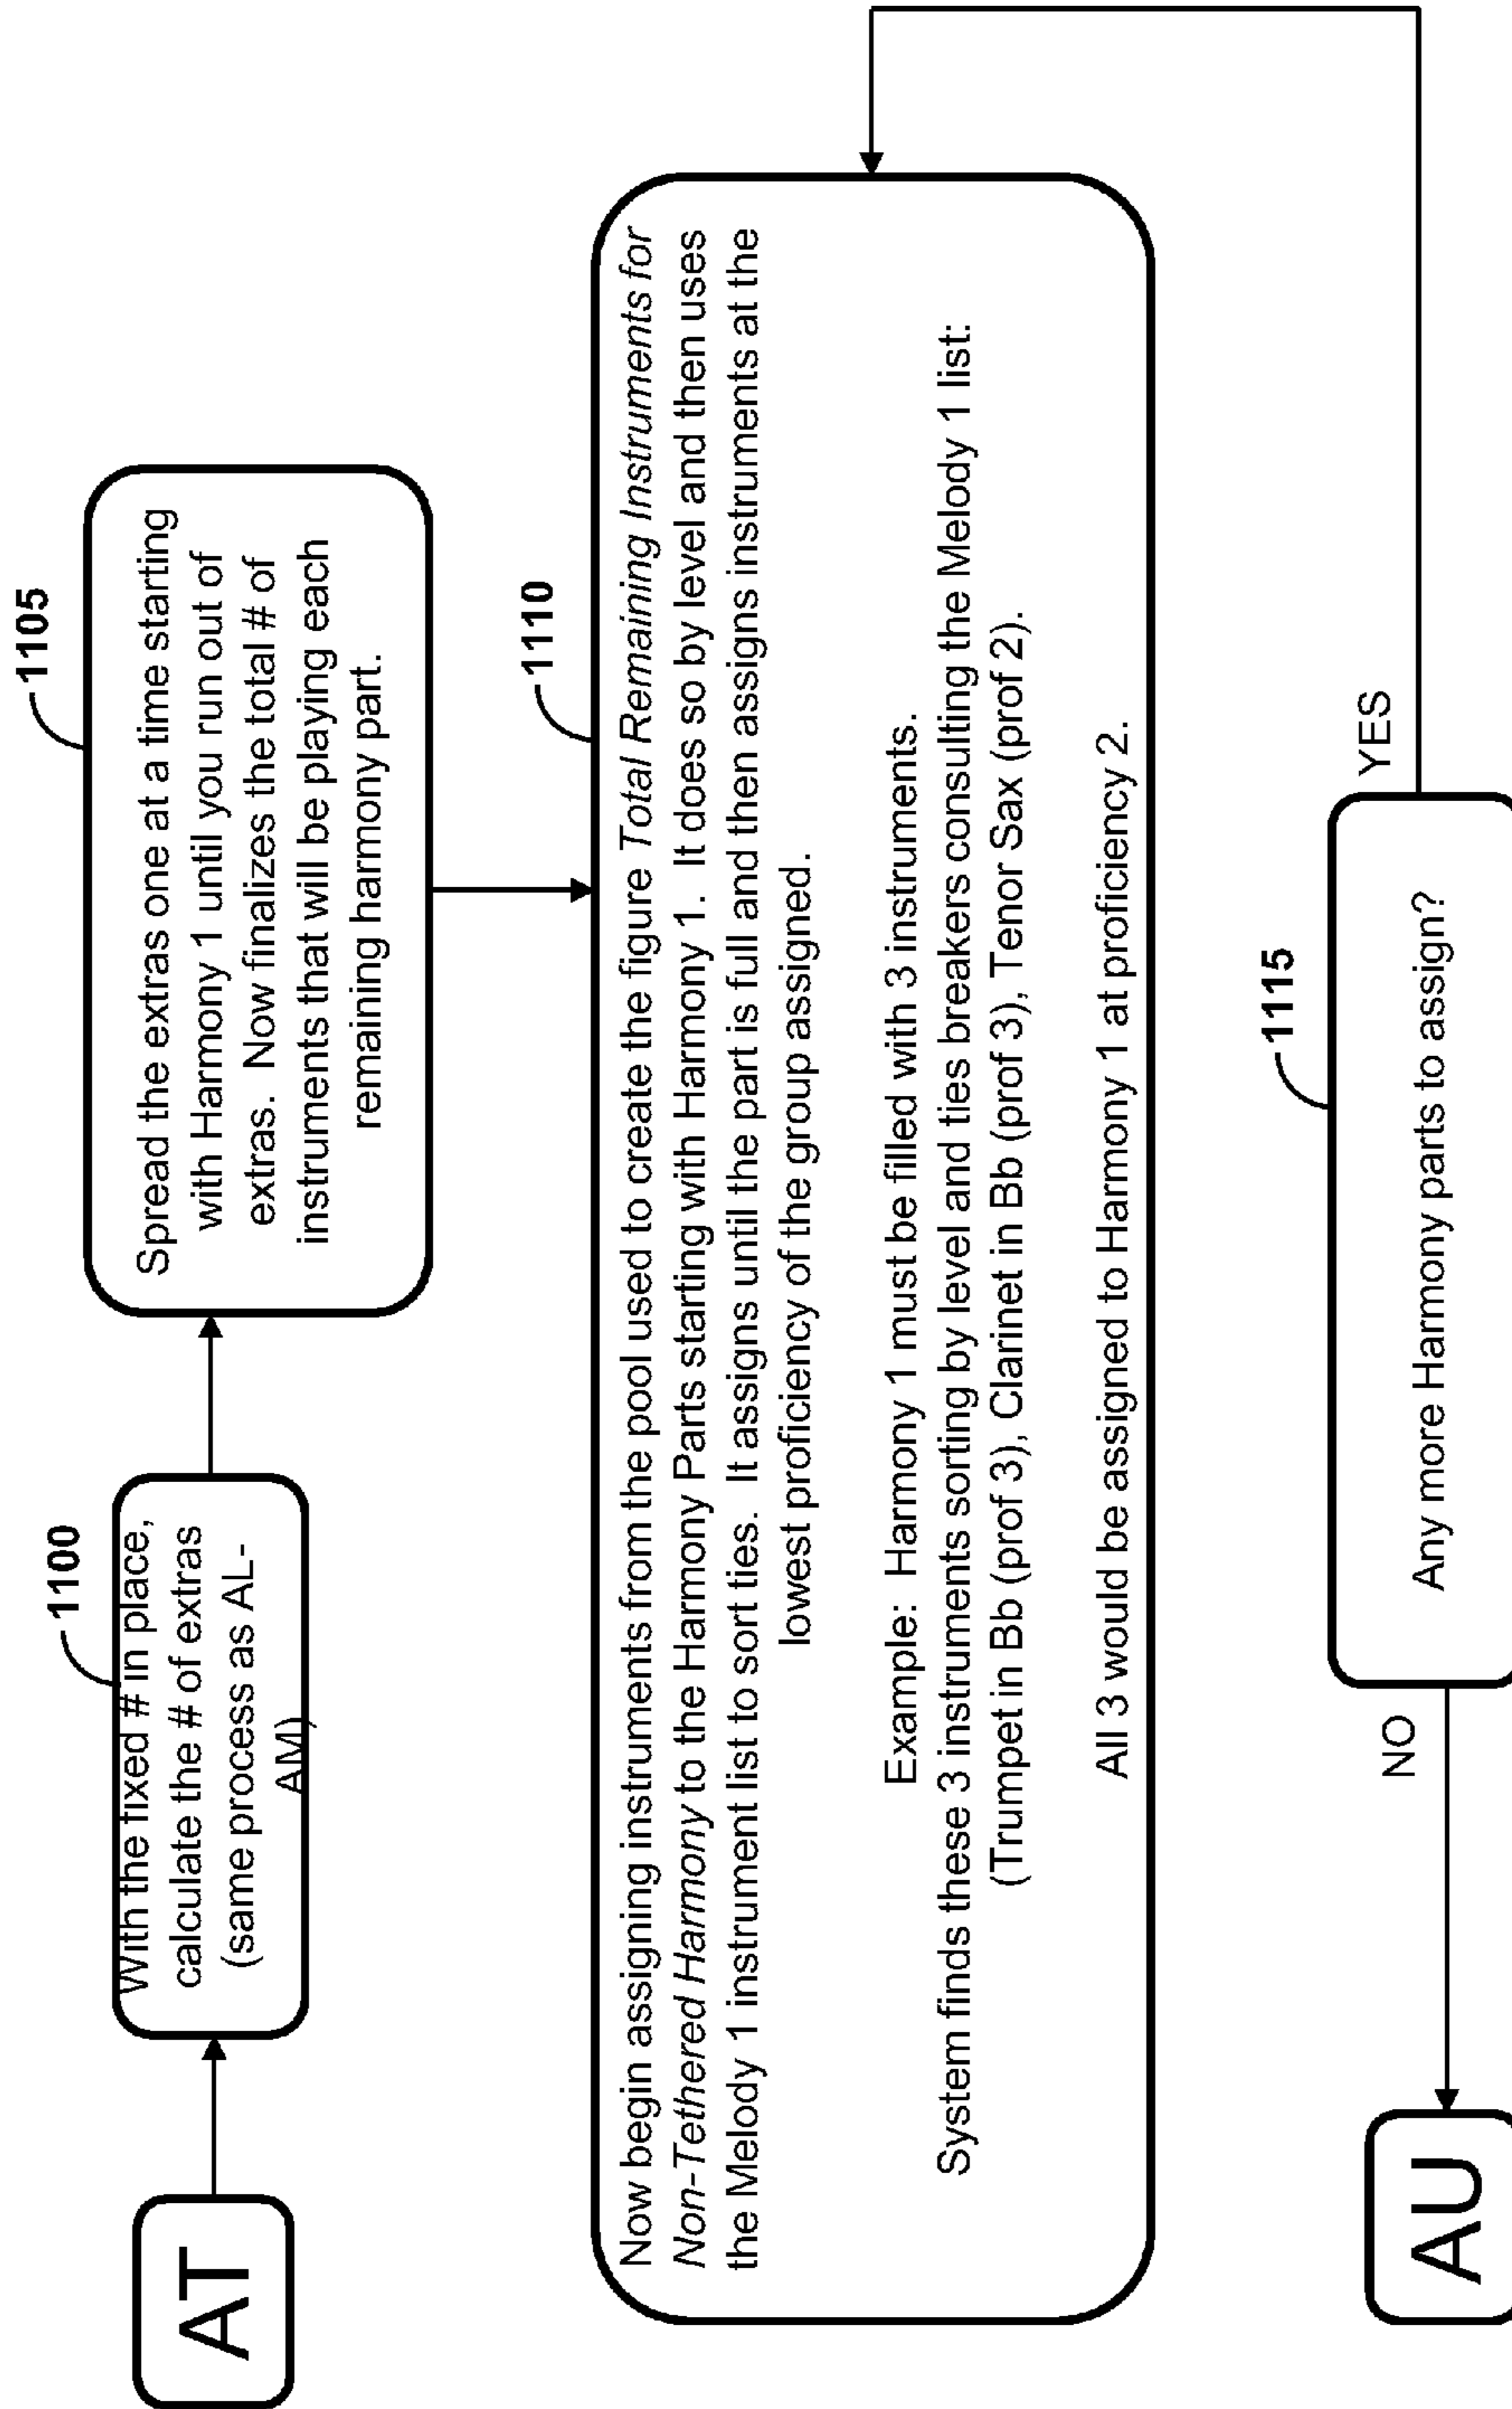 AT
1100
With the fixed # in place,
calculate the # of extras
(same process as AL-
AM)
1105
Spread the extras one at a time starting
with Harmony 1 until you run out of
extras. Now finalizes the total # of
instruments that will be playing each
remaining harmony part.
1110
Now begin assigning instruments from the pool used to create the figure Total Remaining Instruments for
Non-Tethered Harmony to the Harmony Parts starting with Harmony 1. It does so by level and then uses
the Melody 1 instrument list to sort ties. It assigns until the part is full and then assigns instruments at the
lowest proficiency of the group assigned.
Example: Harmony 1 must be filled with 3 instruments.
System finds these 3 instruments sorting by level and ties breakers consulting the Melody 1 list:
(Trumpet in Bb (prof 3), Clarinet in Bb (prof 3), Tenor Sax (prof 2).
All 3 would be assigned to Harmony 1 at proficiency 2.
1115
Any more Harmony parts to assign?
YES
NO
AU